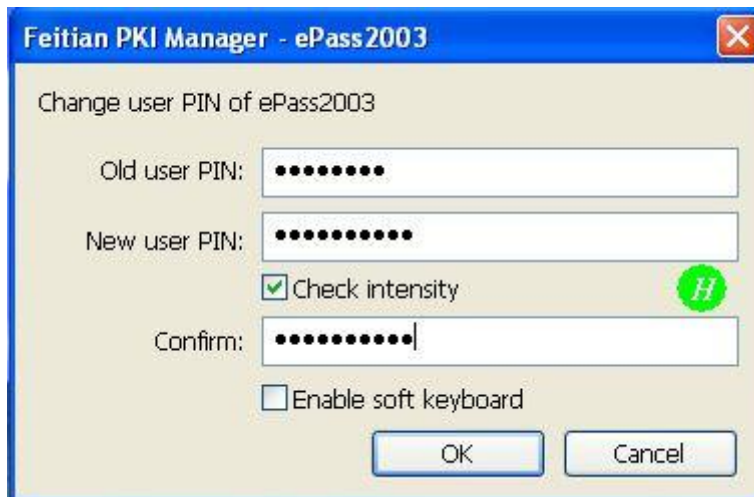 Feitian PKI Manager - ePass2003
Change user PIN of ePass2003
Old user PIN: ••••••••
New user PIN: ••••••••••
Check intensity H
Confirm: ••••••••••
Enable soft keyboard
OK Cancel